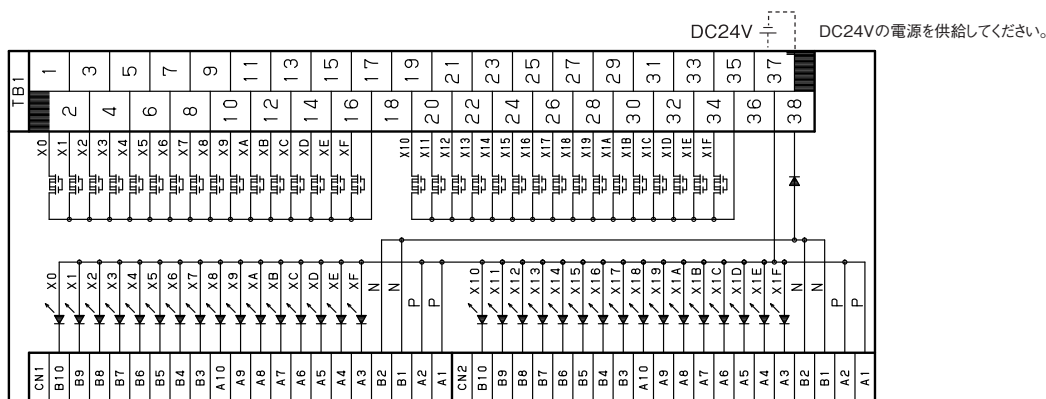 DC24V DC24Vの電源を供給してください。
TB1
1 3 5 7 9 11 13 15 17 19 21 23 25 27 29 31 33 35 37
2 4 6 8 10 12 14 16 18 20 22 24 26 28 30 32 34 36 38
X0 X1 X2 X3 X4 X5 X6 X7 X8 X9 XA XB XC XD XE XF X10 X11 X12 X13 X14 X15 X16 X17 X18 X19 X1A X1B X1C X1D X1E X1F
X0 X1 X2 X3 X4 X5 X6 X7 X8 X9 XA XB XC XD XE XF N N P P X10 X11 X12 X13 X14 X15 X16 X17 X18 X19 X1A X1B X1C X1D X1E X1F N N P P
CN1 B10 B9 B8 B7 B6 B5 B4 B3 A10 A9 A8 A7 A6 A5 A4 A3 B2 B1 A2 A1 CN2 B10 B9 B8 B7 B6 B5 B4 B3 A10 A9 A8 A7 A6 A5 A4 A3 B2 B1 A2 A1